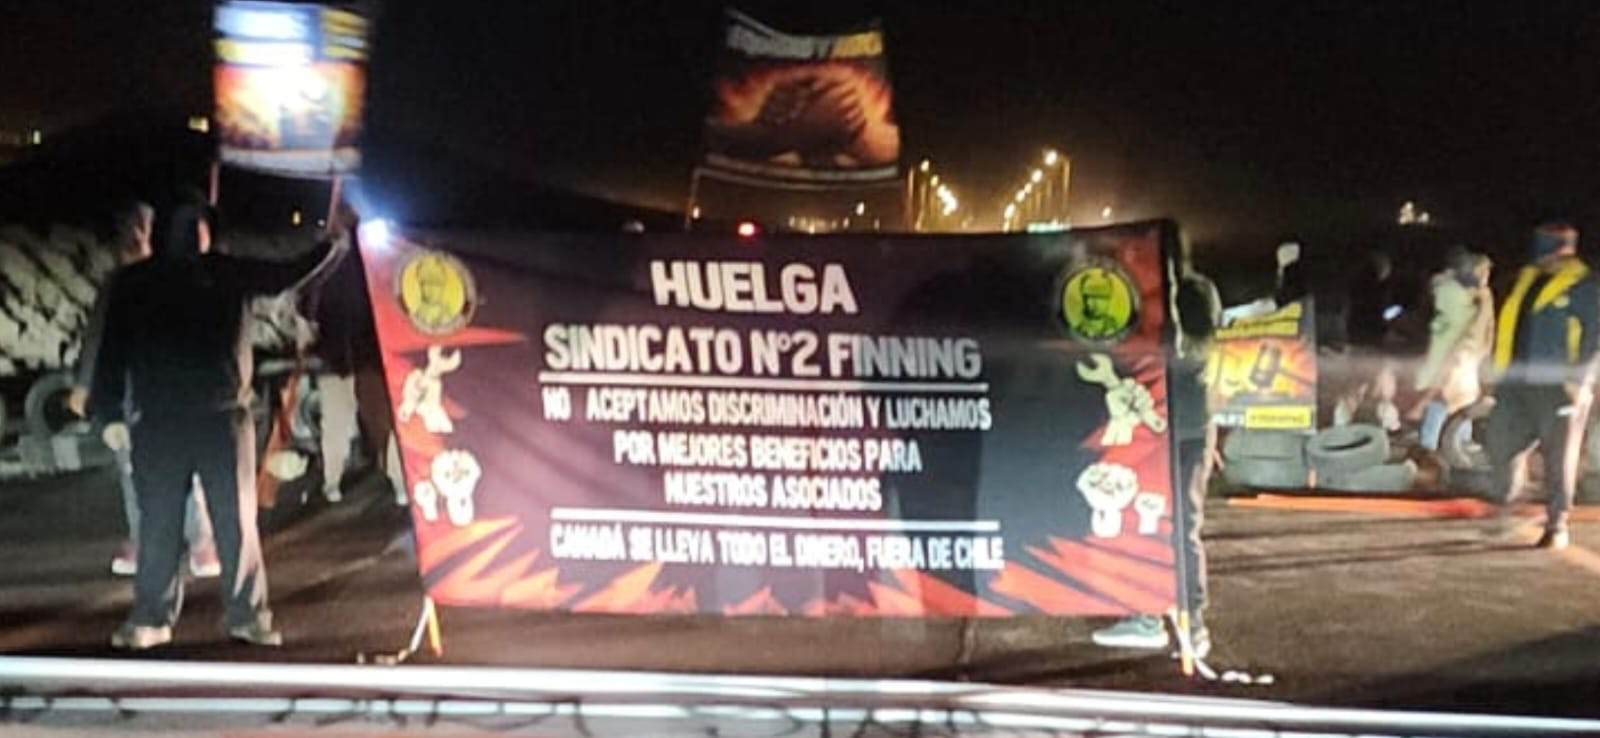 HUELGA
SINDICATO N°2 FINNING
NO ACEPTAMOS DISCRIMINACIÓN Y LUCHAMOS
POR MEJORES BENEFICIOS PARA
NUESTROS ASOCIADOS
CANADÁ SE LLEVA TODO EL DINERO, FUERA DE CHILE